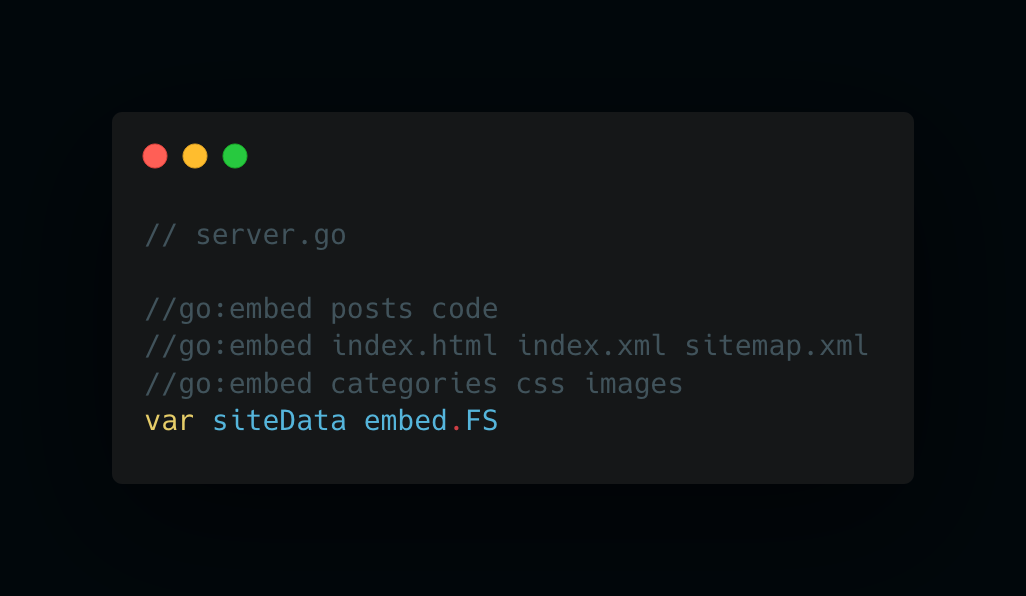 // server.go
//go:embed posts code
//go:embed index.html index.xml sitemap.xml
//go:embed categories css images
var siteData embed.FS